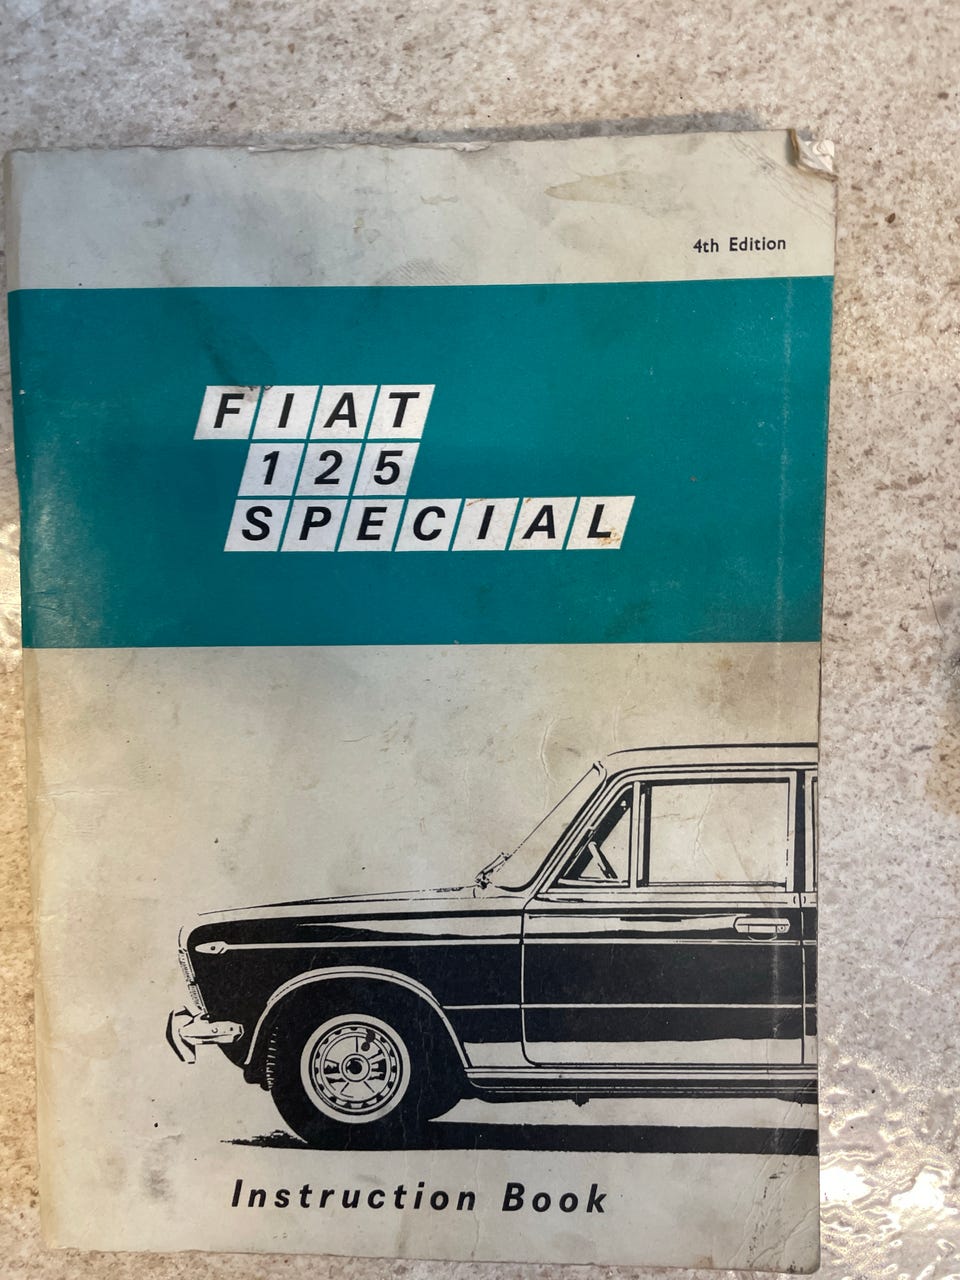 4th Edition
FIAT
125
SPECIAL
Instruction Book